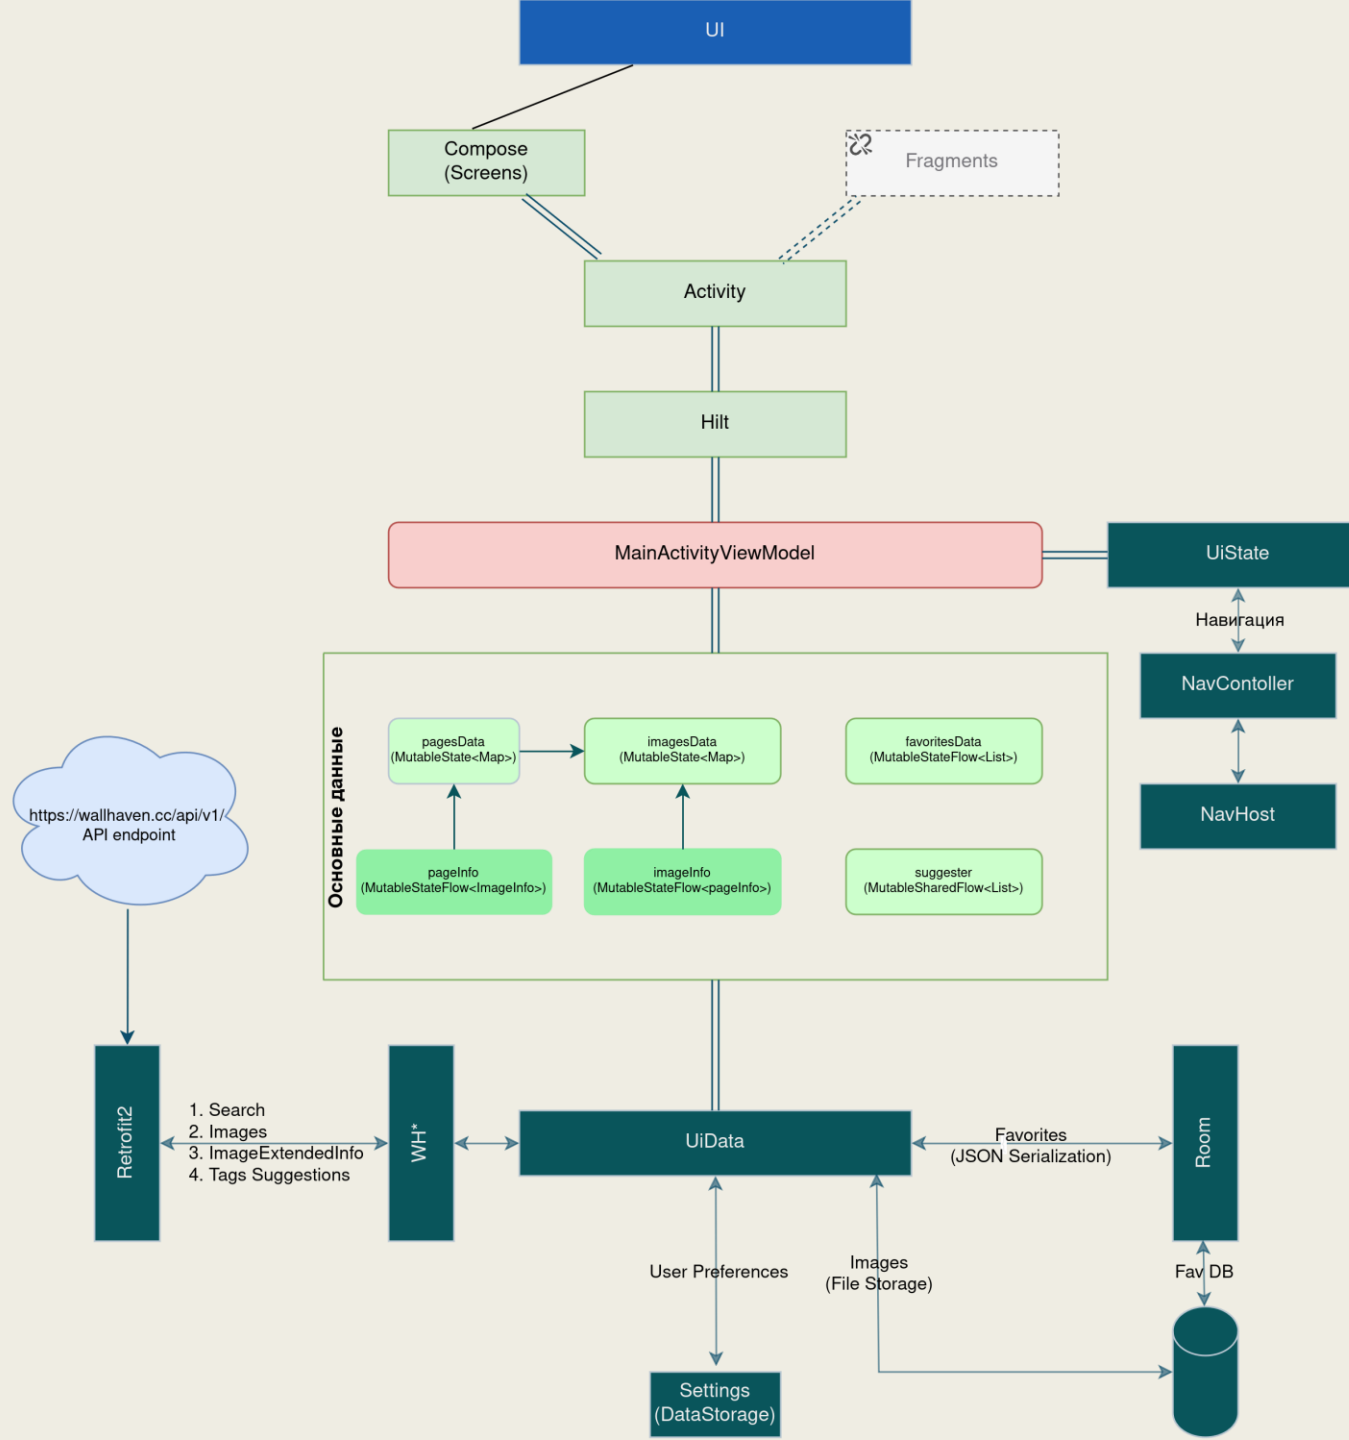 UI
Compose
(Screens)
Fragments
Activity
Hilt
MainActivityViewModel
UiState
Навигация
NavContoller
NavHost
Основные данные
pagesData
(MutableState<Map>)
imagesData
(MutableState<Map>)
favoritesData
(MutableStateFlow<List>)
pageInfo
(MutableStateFlow<ImageInfo>)
imageInfo
(MutableStateFlow<pageInfo>)
suggester
(MutableSharedFlow<List>)
https://wallhaven.cc/api/v1/
API endpoint
Retrofit2
1. Search
2. Images
3. ImageExtendedInfo
4. Tags Suggestions
WH*
UiData
Favorites
(JSON Serialization)
Room
User Preferences
Images
(File Storage)
Fav DB
Settings
(DataStorage)